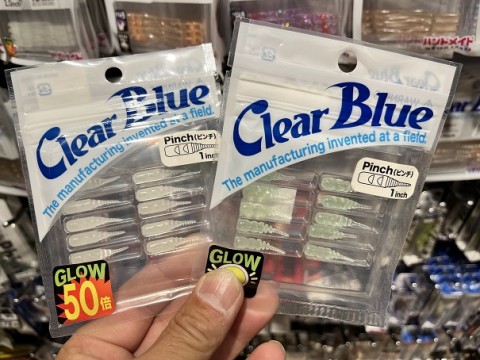 Clear Blue
The manufacturing invented at a field.
Pinch(ピンチ)
1inch
GLOW
50倍
Clear Blue
The manufacturing invented at a field.
Pinch(ピンチ)
1inch
GLOW
ハンドメイド